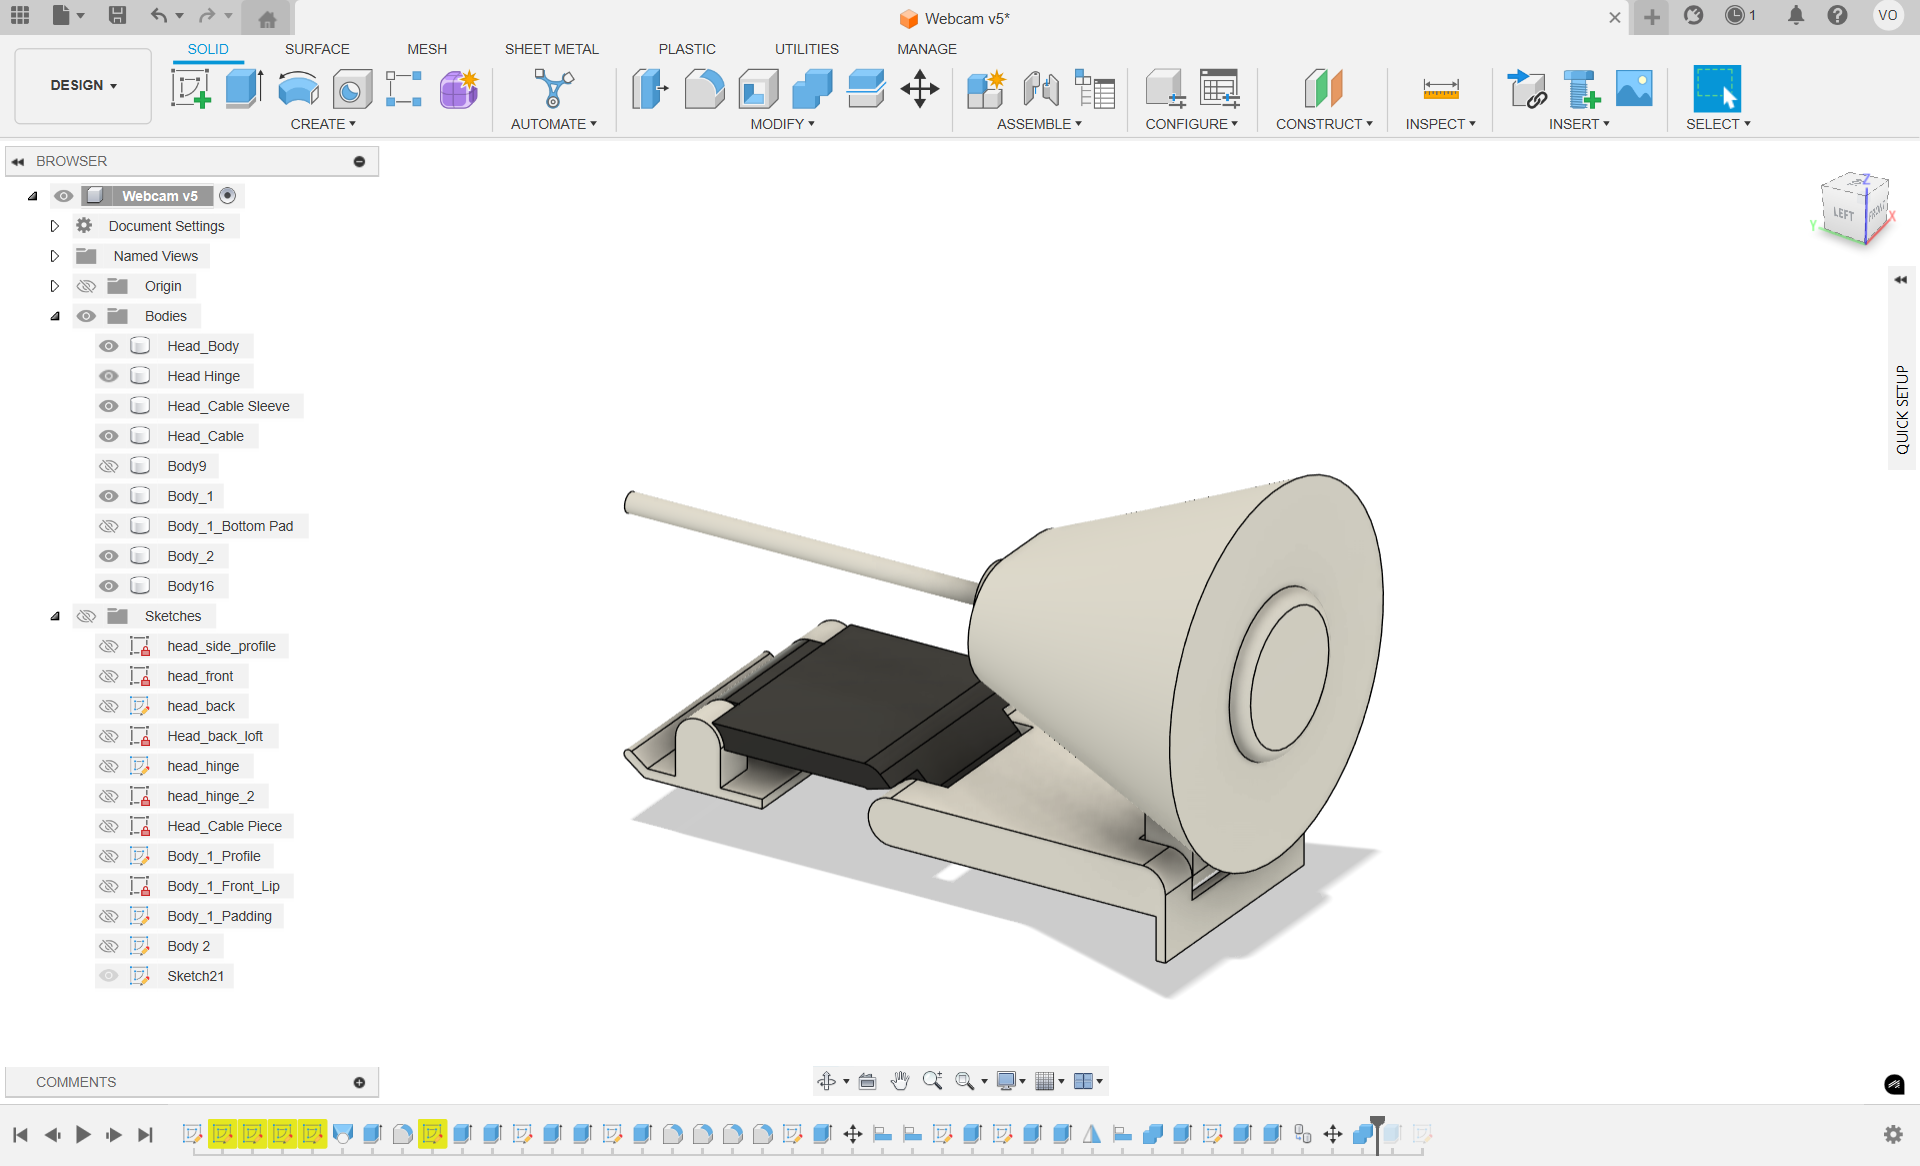 Webcam v5*
1
VO
DESIGN
SOLID
SURFACE
MESH
SHEET METAL
PLASTIC
UTILITIES
MANAGE
CREATE
AUTOMATE
MODIFY
ASSEMBLE
CONFIGURE
CONSTRUCT
INSPECT
INSERT
SELECT
BROWSER
Webcam v5
Document Settings
Named Views
Origin
Bodies
Head_Body
Head Hinge
Head_Cable Sleeve
Head_Cable
Body9
Body_1
Body_1_Bottom Pad
Body_2
Body16
Sketches
head_side_profile
head_front
head_back
Head_back_loft
head_hinge
head_hinge_2
Head_Cable Piece
Body_1_Profile
Body_1_Front_Lip
Body_1_Padding
Body 2
Sketch21
Z
LEFT
FRONT
X
Y
QUICK SETUP
COMMENTS